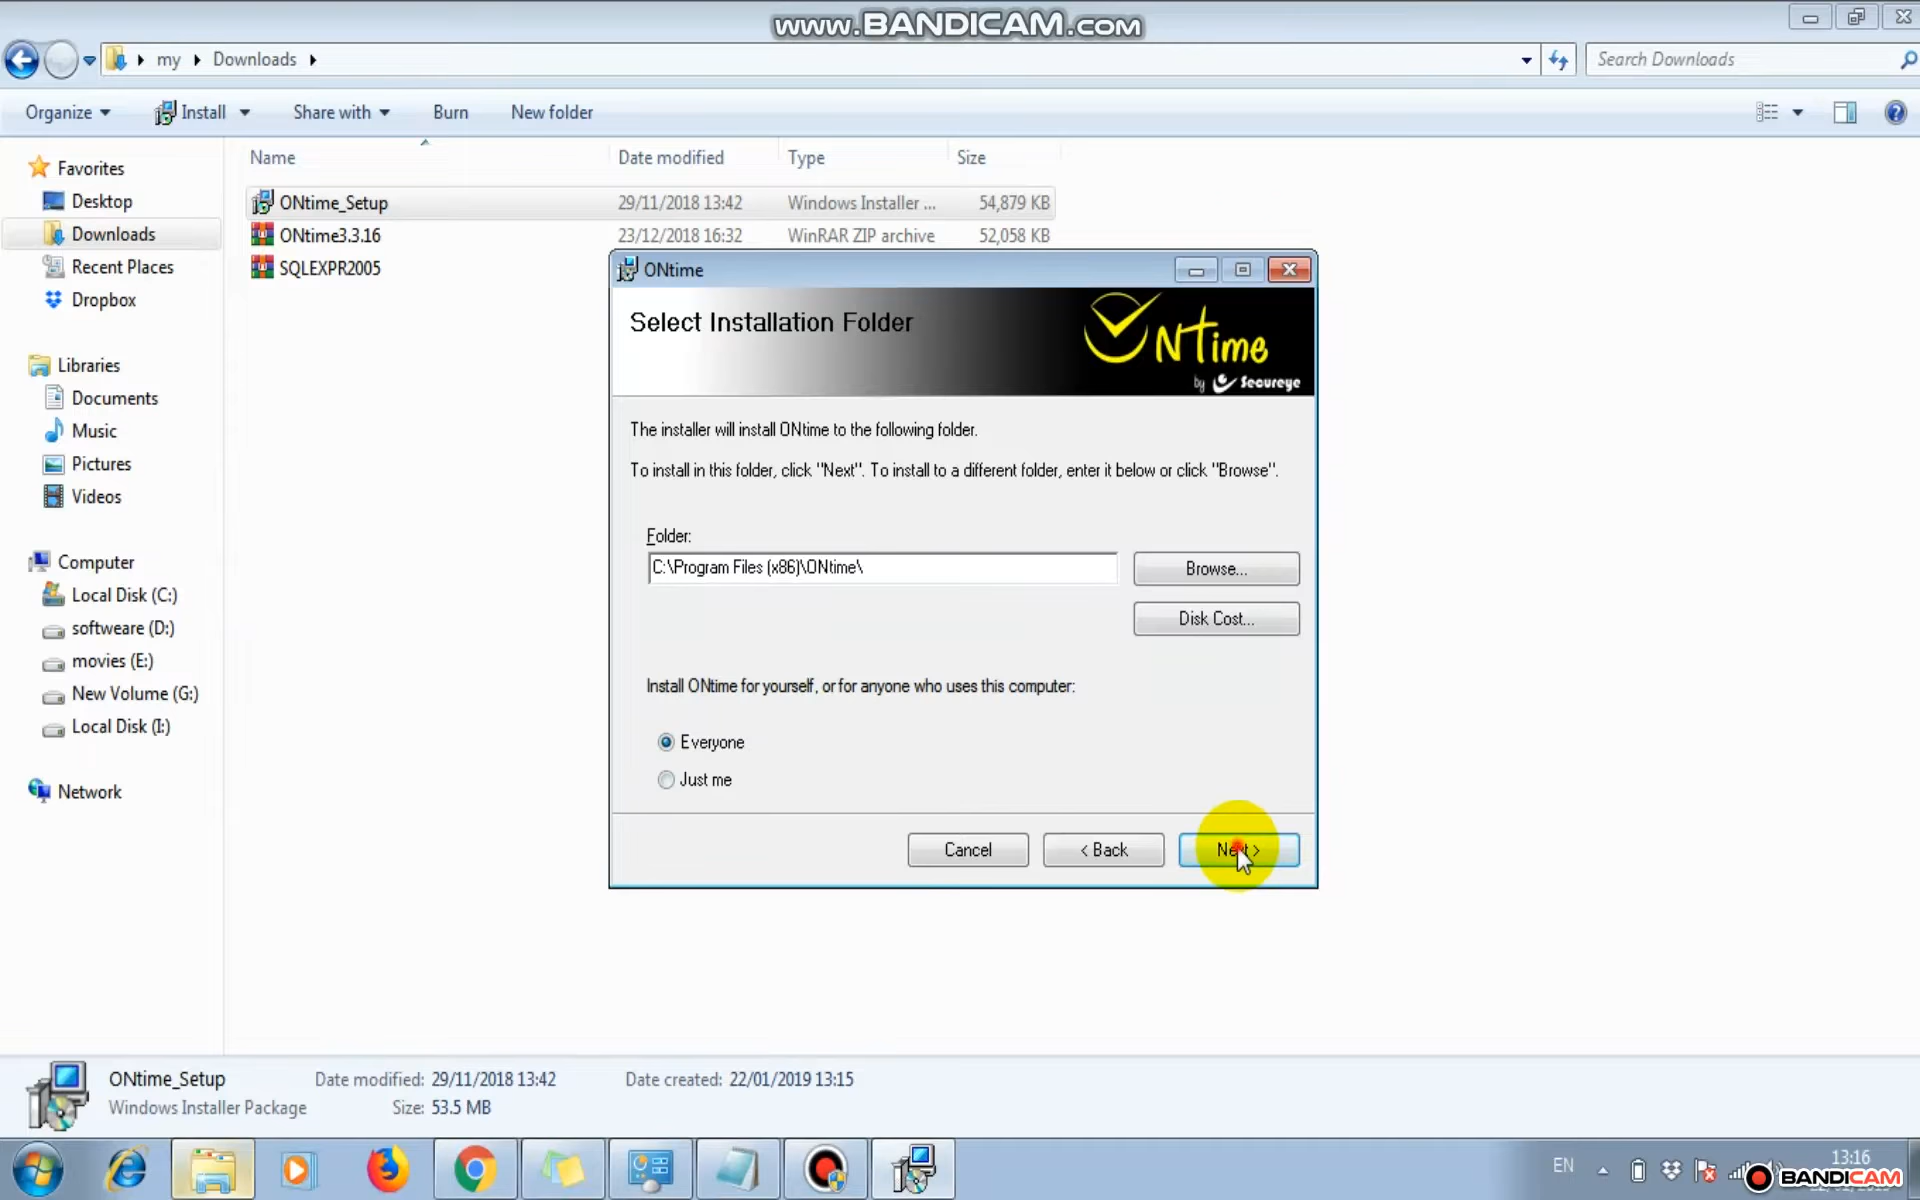 www.BANDICAM.com
my
Downloads
Search Downloads
Organize
Install
Share with
Burn
New folder
Name
Date modified
Type
Size
Favorites
Desktop
Downloads
Recent Places
Dropbox
Libraries
Documents
Music
Pictures
Videos
Computer
Local Disk (C:)
softweare (D:)
movies (E:)
New Volume (G:)
Local Disk (I:)
Network
ONtime_Setup 29/11/2018 13:42 Windows Installer ... 54,879 KB
ONtime3.3.16 23/12/2018 16:32 WinRAR ZIP archive 52,058 KB
SQLEXPR2005
ONtime
Select Installation Folder
ONtime
by Secureye
The installer will install ONtime to the following folder.
To install in this folder, click "Next". To install to a different folder, enter it below or click "Browse".
Folder:
C:\Program Files (x86)\ONtime\
Browse...
Disk Cost...
Install ONtime for yourself, or for anyone who uses this computer:
Everyone
Just me
Cancel
< Back
Next >
ONtime_Setup Date modified: 29/11/2018 13:42 Date created: 22/01/2019 13:15
Windows Installer Package Size: 53.5 MB
EN
13:16
BANDICAM